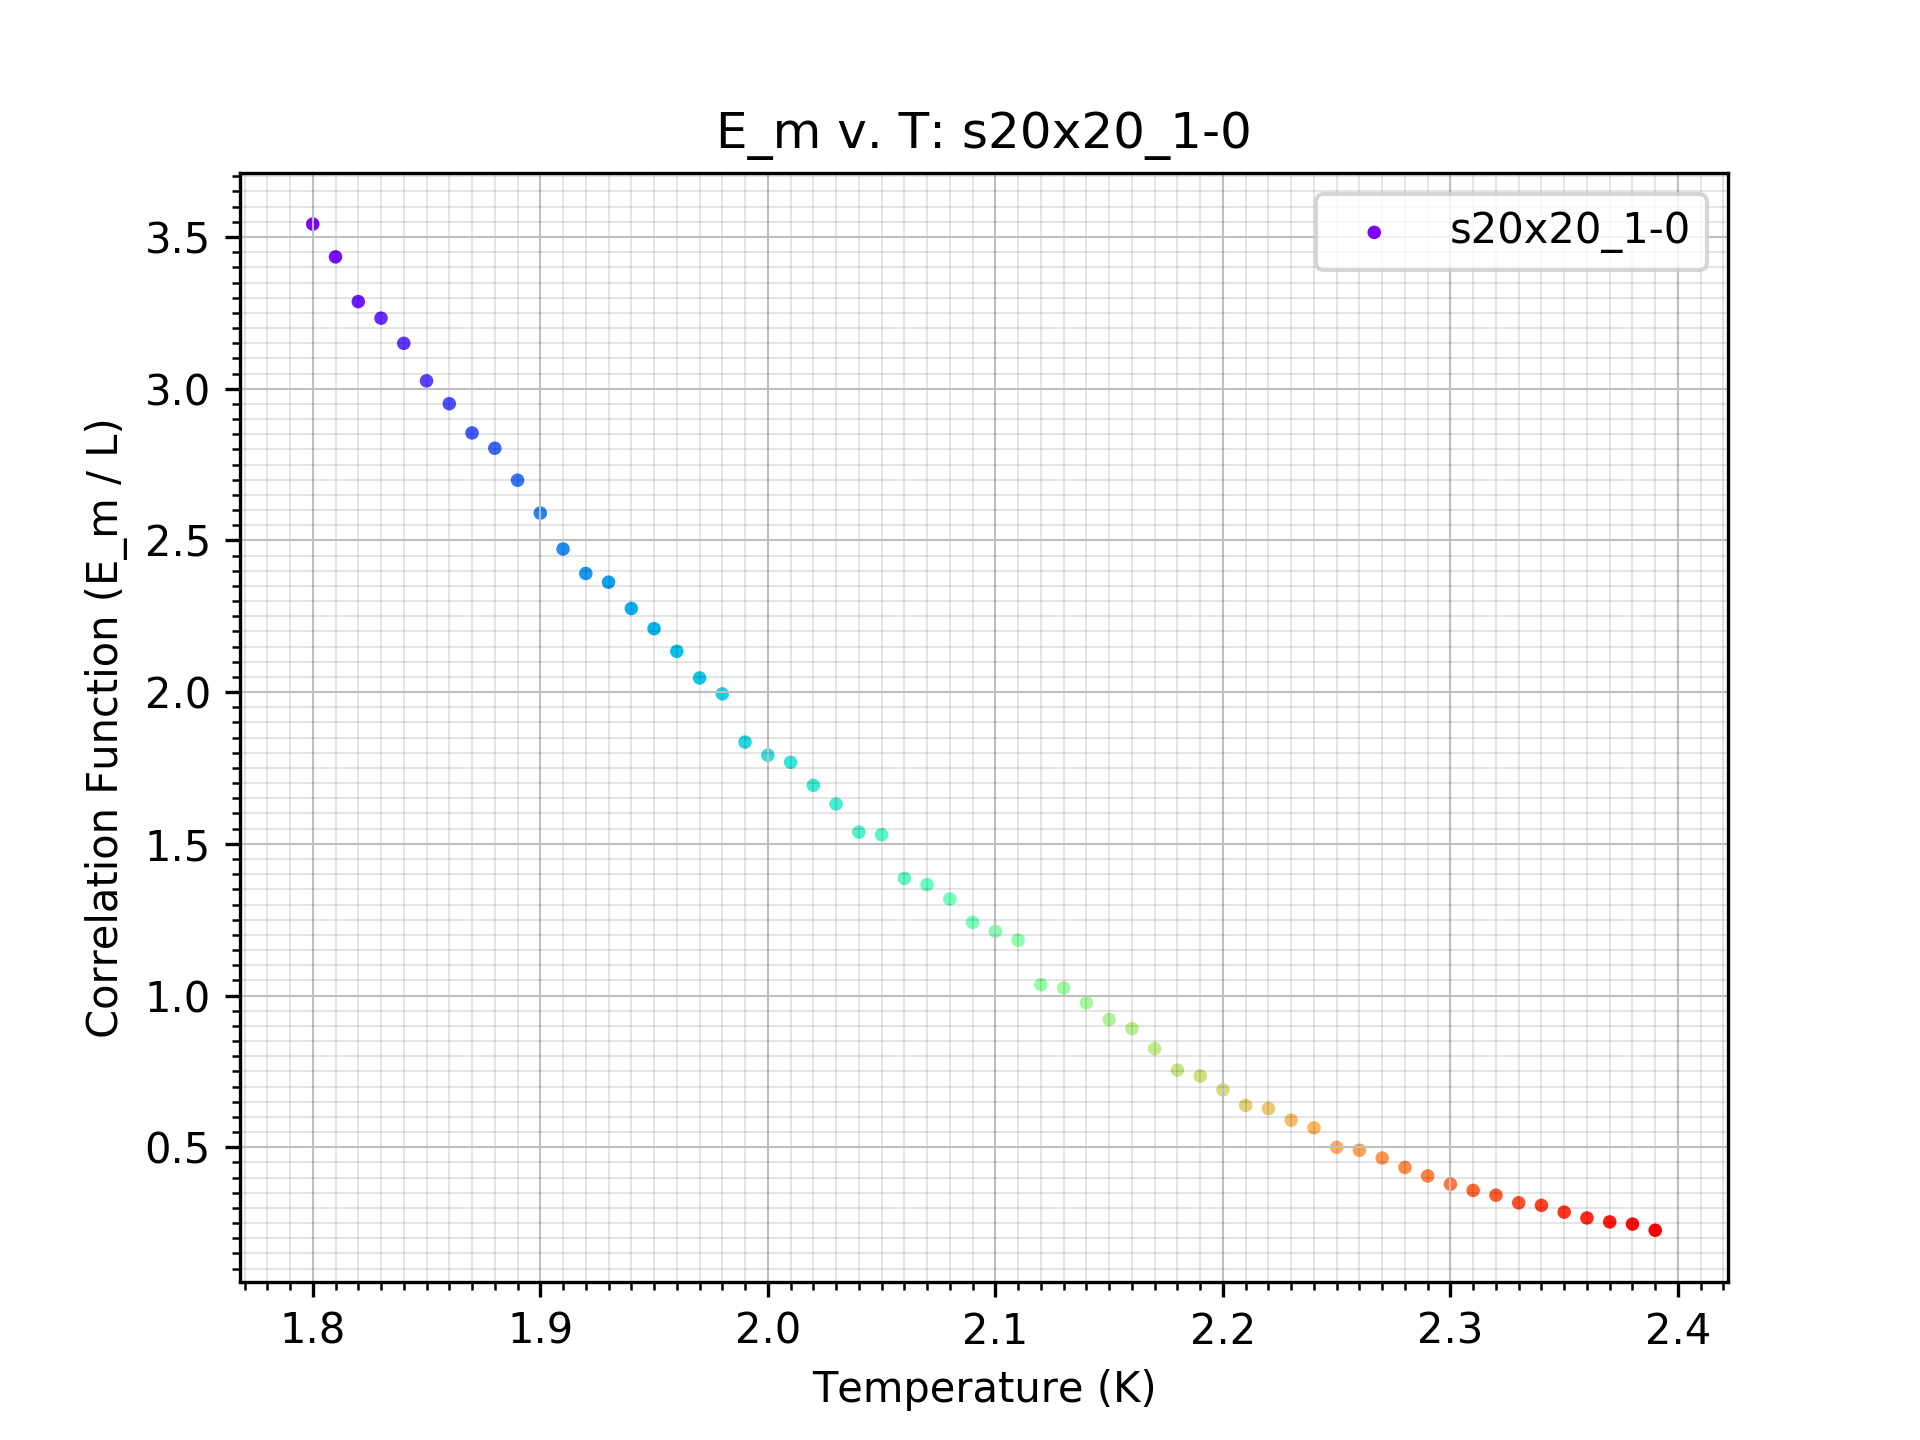 E_m v. T: s20x20_1-0
s20x20_1-0
Correlation Function (E_m / L)
3.5
3.0
2.5
2.0
1.5
1.0
0.5
1.8 1.9 2.0 2.1 2.2 2.3 2.4
Temperature (K)